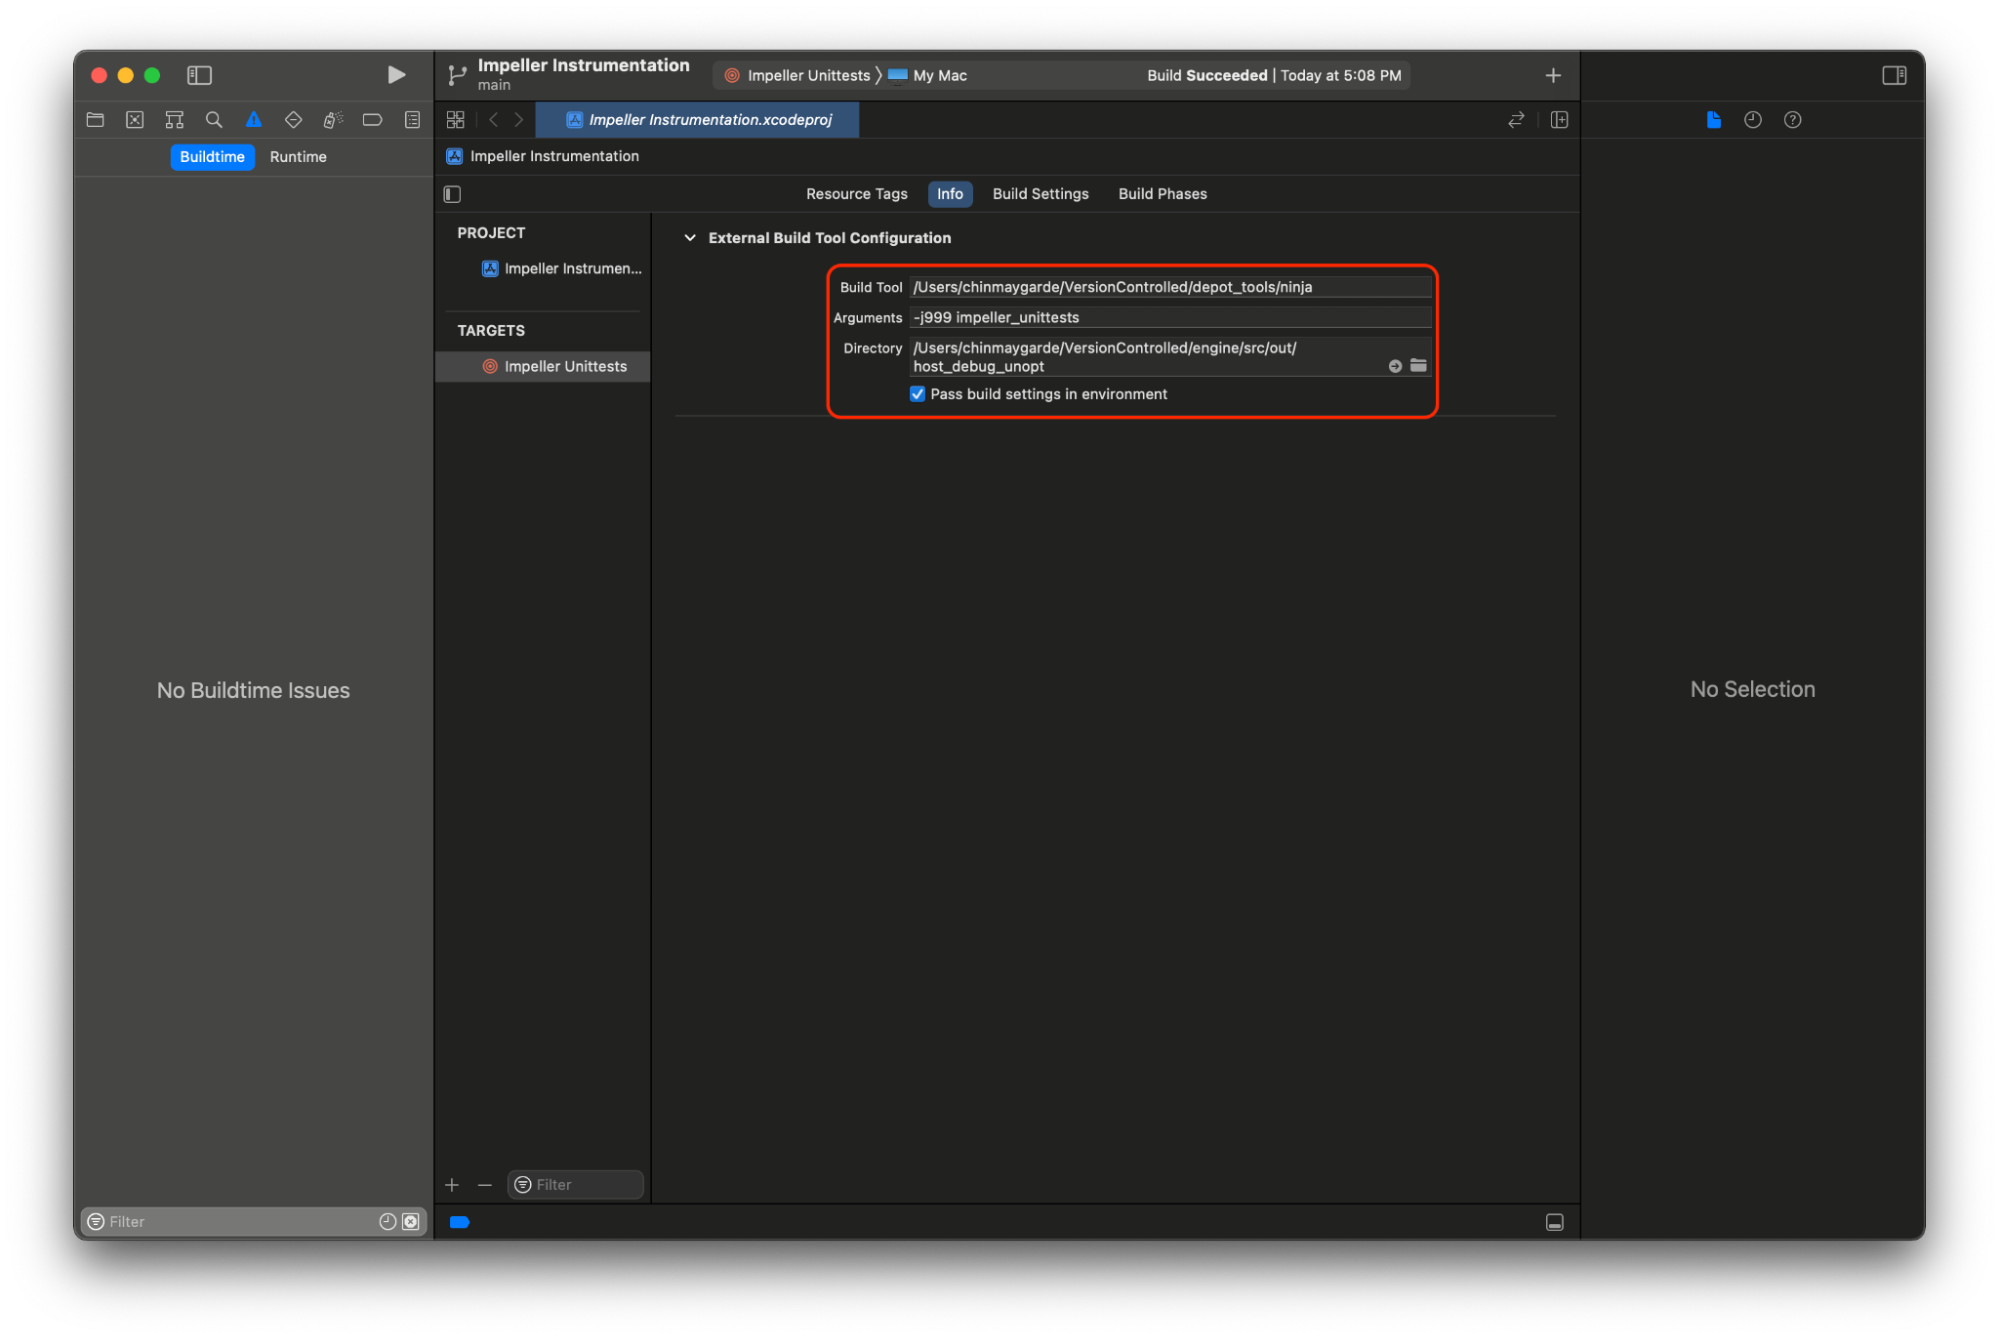 Impeller Instrumentation
main
Impeller Unittests
My Mac
Build Succeeded | Today at 5:08 PM
Impeller Instrumentation.xcodeproj
Buildtime
Runtime
Impeller Instrumentation
Resource Tags
Info
Build Settings
Build Phases
PROJECT
Impeller Instrumen...
TARGETS
Impeller Unittests
External Build Tool Configuration
Build Tool /Users/chinmaygarde/VersionControlled/depot_tools/ninja
Arguments -j999 impeller_unittests
Directory /Users/chinmaygarde/VersionControlled/engine/src/out/
host_debug_unopt
Pass build settings in environment
No Buildtime Issues
No Selection
Filter
Filter